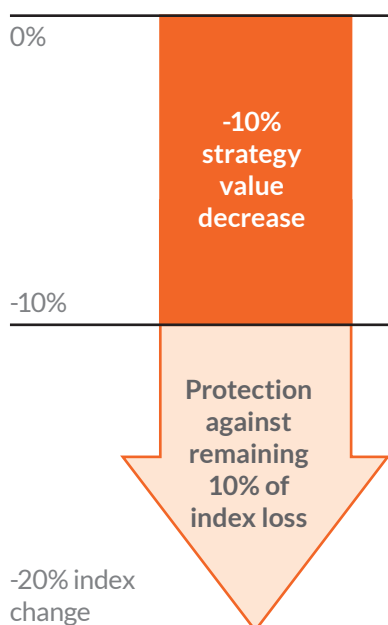 0%
-10%
strategy
value
decrease
-10%
Protection
against
remaining
10% of
index loss
-20% index
change